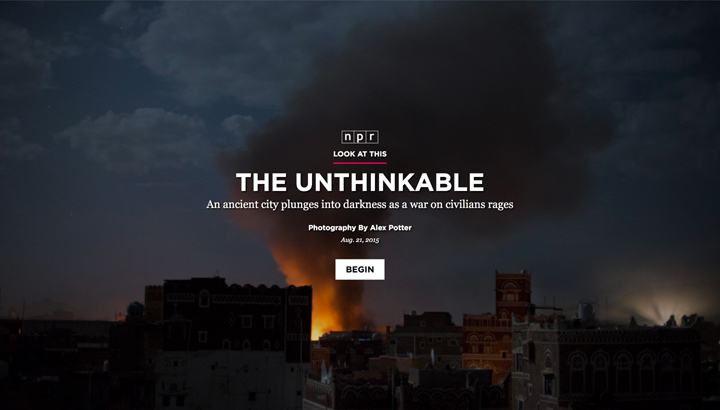 npr
LOOK AT THIS
THE UNTHINKABLE
An ancient city plunges into darkness as a war on civilians rages
Photography By Alex Potter
Aug. 21, 2015
BEGIN